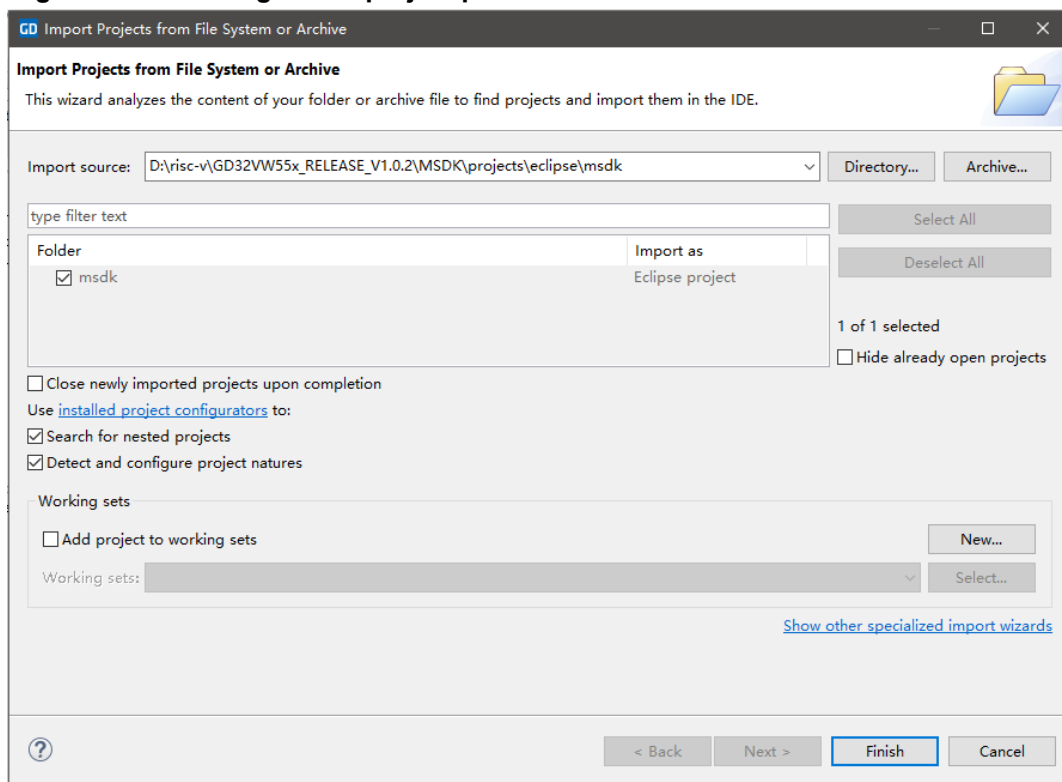 GD Import Projects from File System or Archive
Import Projects from File System or Archive
This wizard analyzes the content of your folder or archive file to find projects and import them in the IDE.
Import source: D:\risc-v\GD32VW55x_RELEASE_V1.0.2\MSDK\projects\eclipse\msdk Directory... Archive...
type filter text Select All
Folder Import as
Deselect All
msdk Eclipse project
1 of 1 selected
Hide already open projects
Close newly imported projects upon completion
Use installed project configurators to:
Search for nested projects
Detect and configure project natures
Working sets
Add project to working sets New...
Working sets: Select...
Show other specialized import wizards
? < Back Next > Finish Cancel